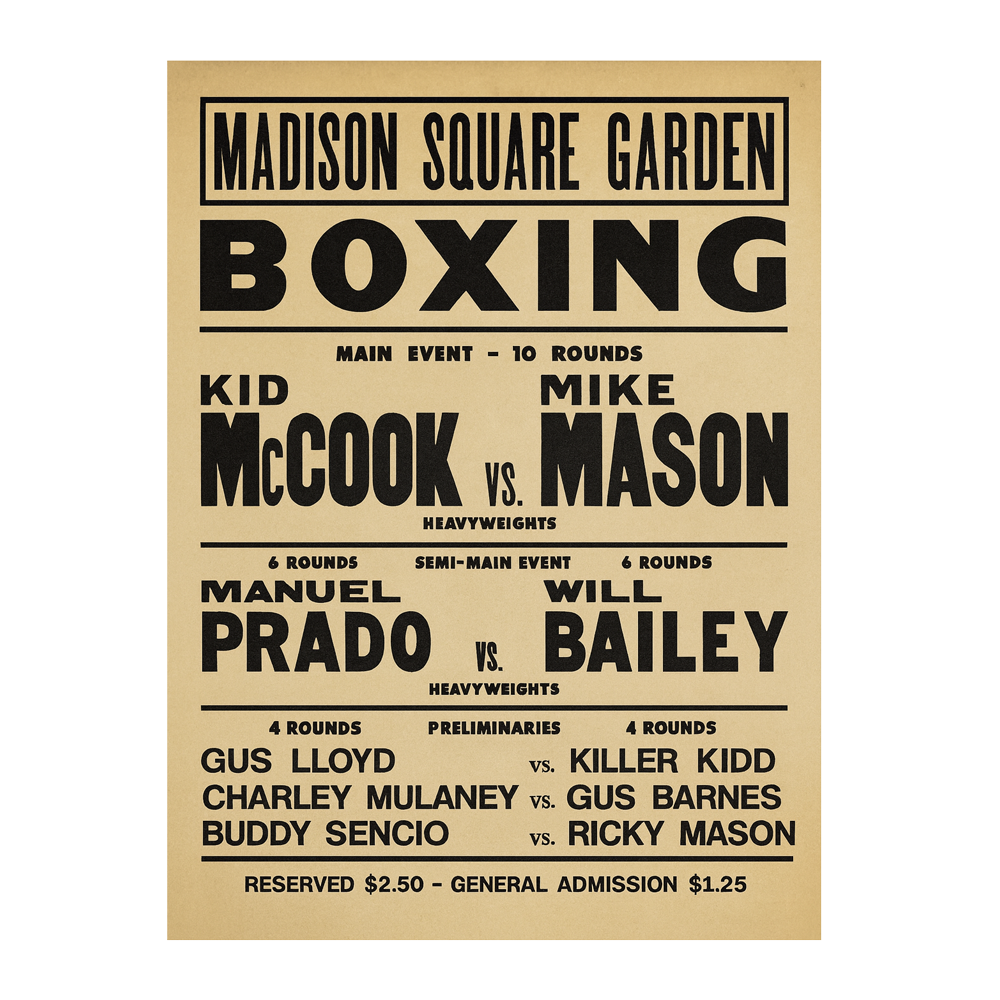 MADISON SQUARE GARDEN
BOXING
MAIN EVENT – 10 ROUNDS
KID MIKE
McCOOK VS. MASON
HEAVYWEIGHTS
6 ROUNDS SEMI-MAIN EVENT 6 ROUNDS
MANUEL WILL
PRADO VS. BAILEY
HEAVYWEIGHTS
4 ROUNDS PRELIMINARIES 4 ROUNDS
GUS LLOYD vs. KILLER KIDD
CHARLEY MULANEY vs. GUS BARNES
BUDDY SENCIO vs. RICKY MASON
RESERVED $2.50 – GENERAL ADMISSION $1.25